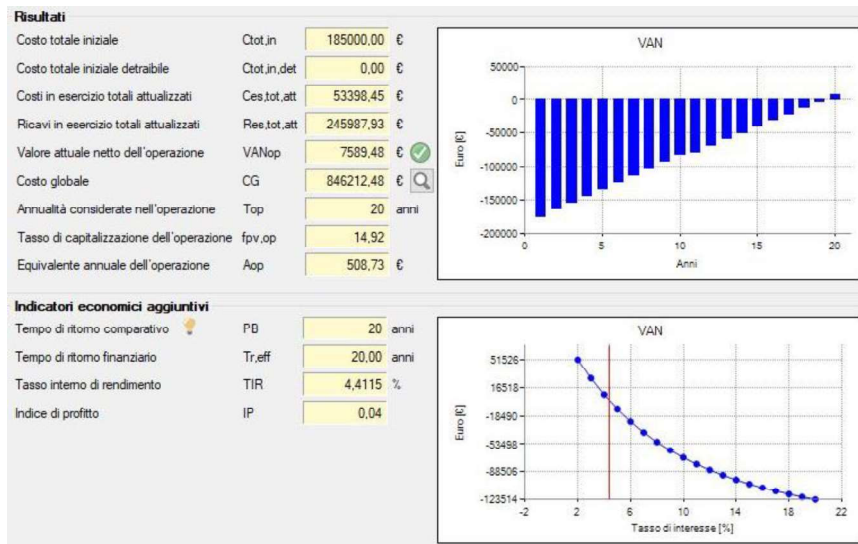 Risultati
Costo totale iniziale Ctot,in 185000,00 €
Costo totale iniziale detraibile Ctot,in,det 0,00 €
Costi in esercizio totali attualizzati Ces,tot,att 53398,45 €
Ricavi in esercizio totali attualizzati Res,tot,att 245987,93 €
Valore attuale netto dell'operazione VANop 7589,48 €
Costo globale CG 846212,48 €
Annualità considerate nell'operazione Top 20 anni
Tasso di capitalizzazione dell'operazione fpv,op 14,92
Equivalente annuale dell'operazione Aop 508,73 €
VAN
50000
0
-50000
-100000
-150000
-200000
Euro [€]
0 5 10 15 20
Anni
Indicatori economici aggiuntivi
Tempo di ritorno comparativo PB 20 anni
Tempo di ritorno finanziario Tr,eff 20,00 anni
Tasso interno di rendimento TIR 4,4115 %
Indice di profitto IP 0,04
VAN
51526
16518
-18490
-53498
-88506
-123514
Euro [€]
-2 2 6 10 14 18 22
Tasso di interesse [%]